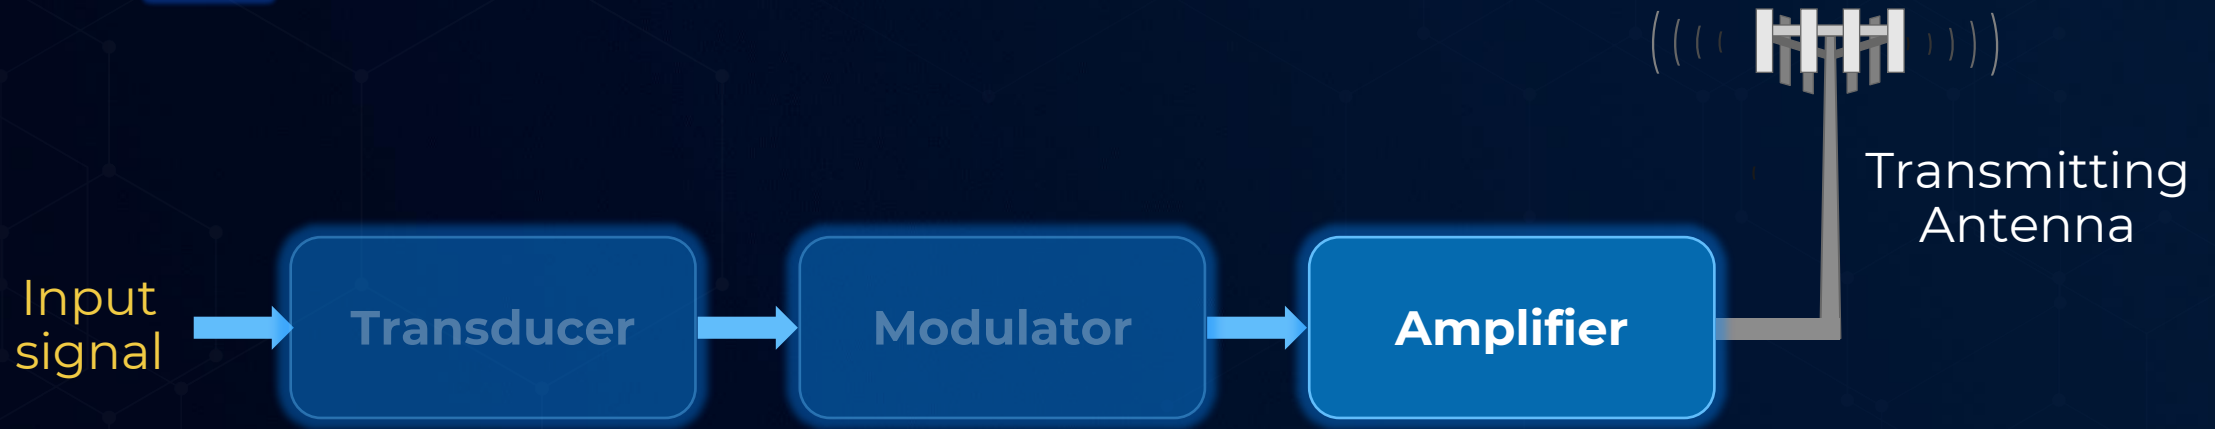 Input
signal
Transducer
Modulator
Amplifier
Transmitting
Antenna